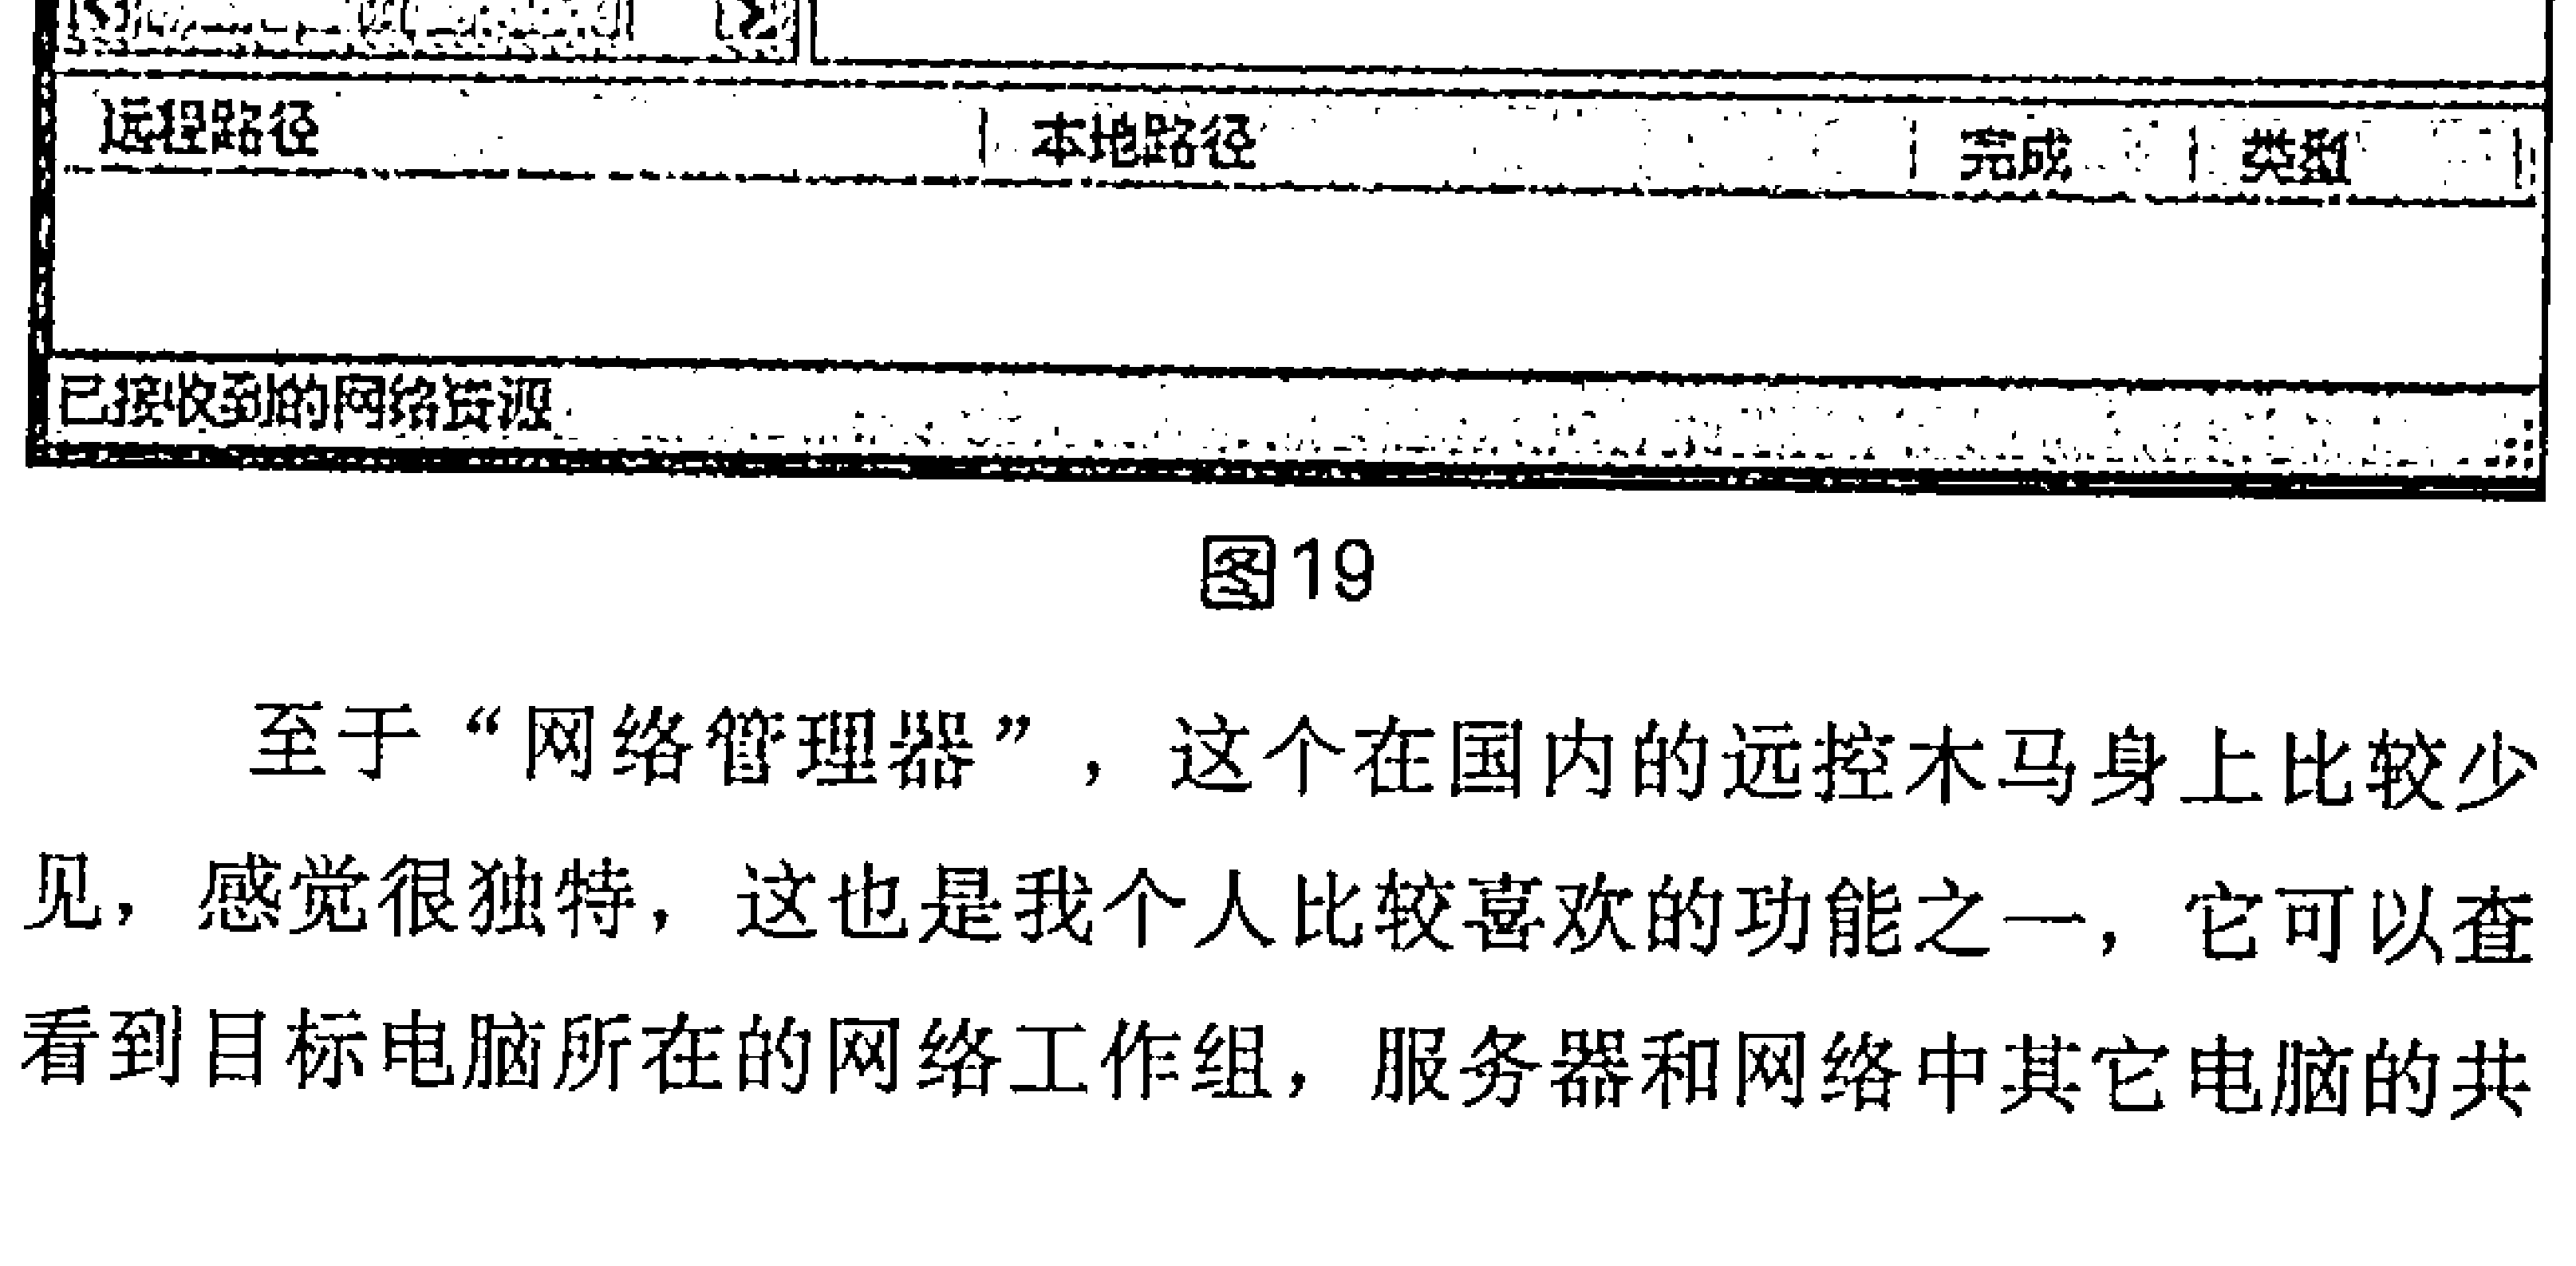 远程路径 本地路径 完成 类型
已接收到的网络资源
图19
至于“网络管理器”，这个在国内的远控木马身上比较少
见，感觉很独特，这也是我个人比较喜欢的功能之一，它可以查
看到目标电脑所在的网络工作组，服务器和网络中其它电脑的共